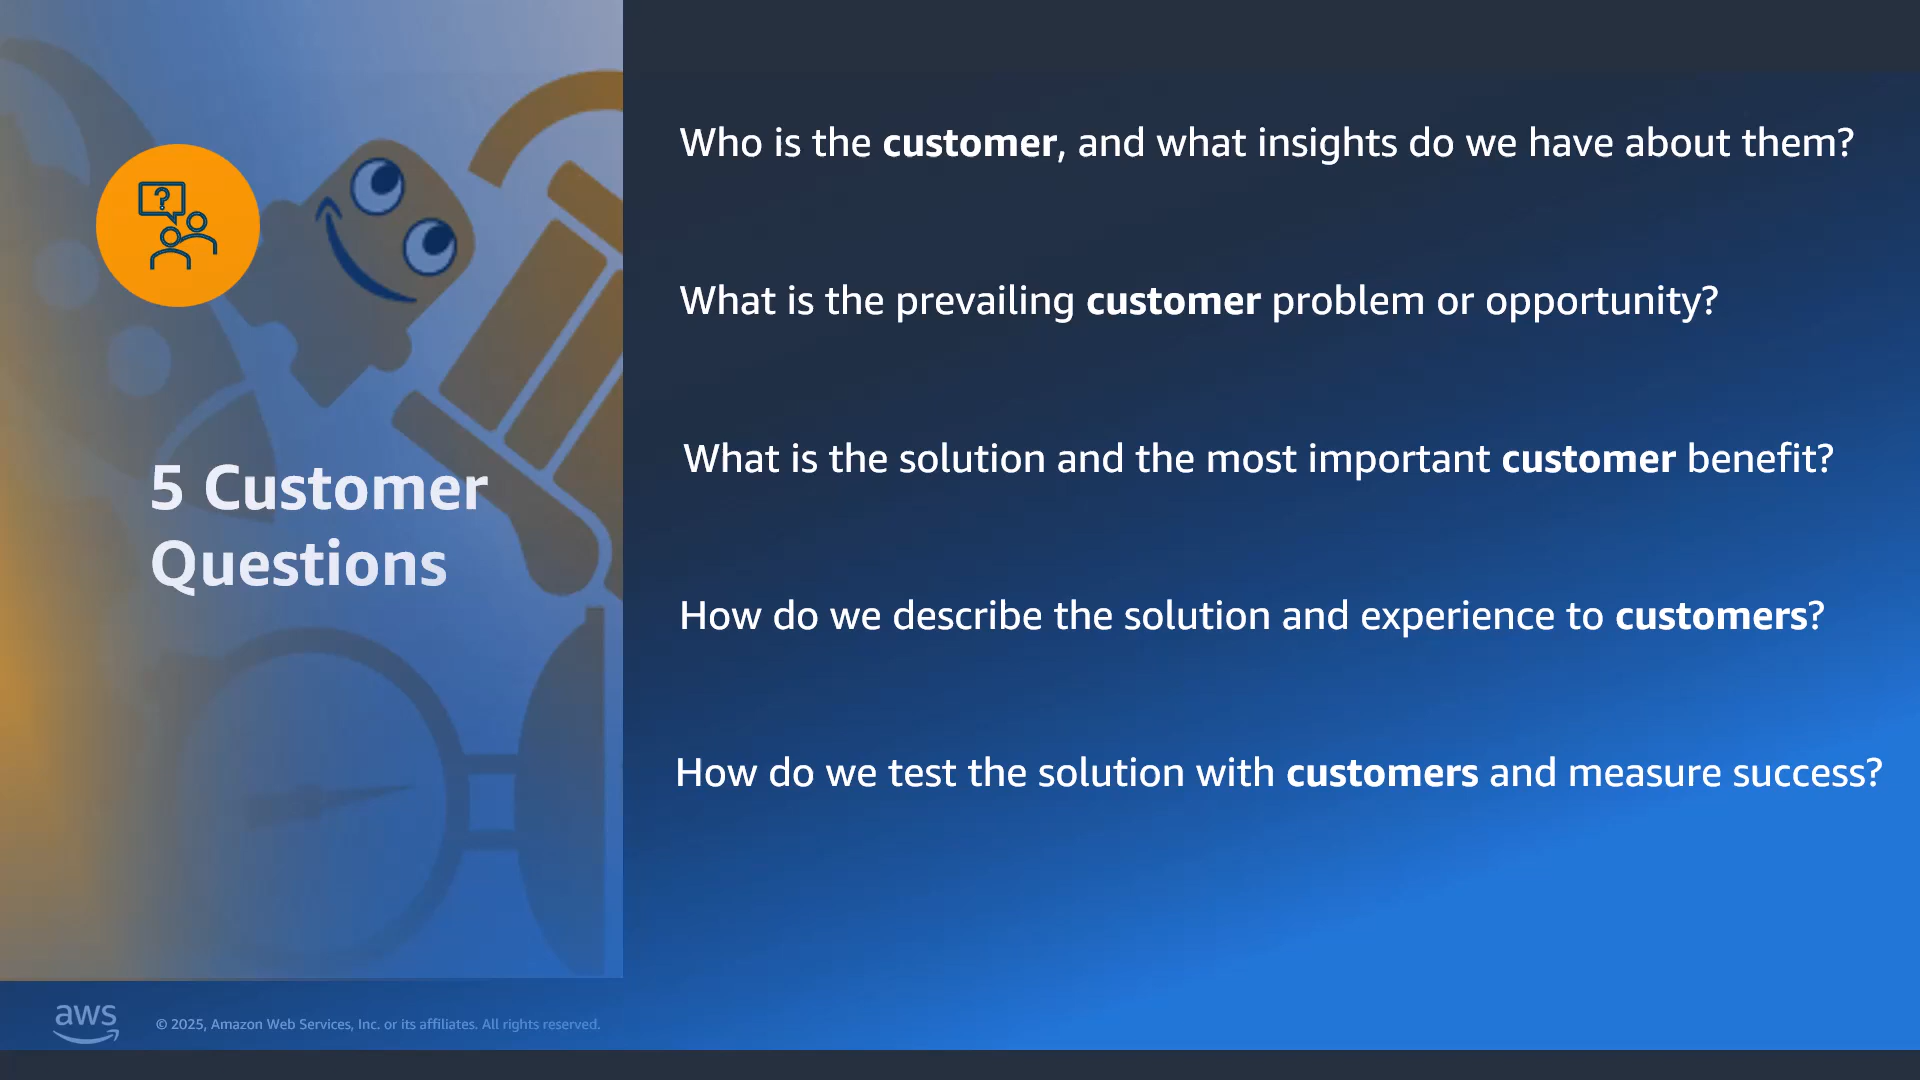 5 Customer
Questions
Who is the customer, and what insights do we have about them?
What is the prevailing customer problem or opportunity?
What is the solution and the most important customer benefit?
How do we describe the solution and experience to customers?
How do we test the solution with customers and measure success?
?
aws
© 2025, Amazon Web Services, Inc. or its affiliates. All rights reserved.